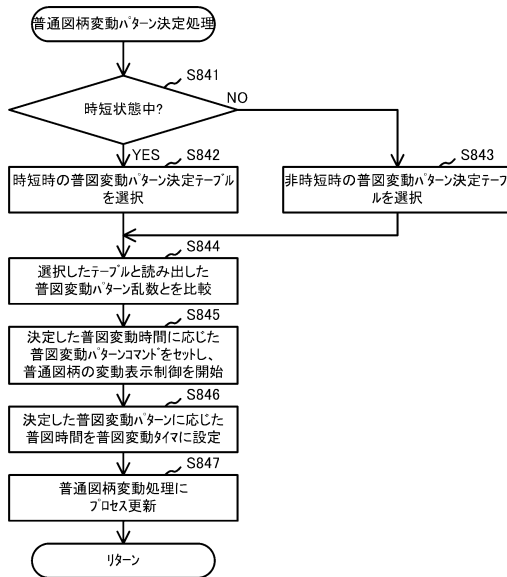 普通図柄変動パターン決定処理
S841
時短状態中?
NO
YES
S842
時短時の普図変動パターン決定テーブル
を選択
S843
非時短時の普図変動パターン決定テーブ
ルを選択
S844
選択したテーブルと読み出した
普図変動パターン乱数とを比較
S845
決定した普図変動時間に応じた
普図変動パターンコマンドをセットし、
普通図柄の変動表示制御を開始
S846
決定した普図変動パターンに応じた
普図時間を普図変動タイマに設定
S847
普通図柄変動処理に
プロセス更新
リターン